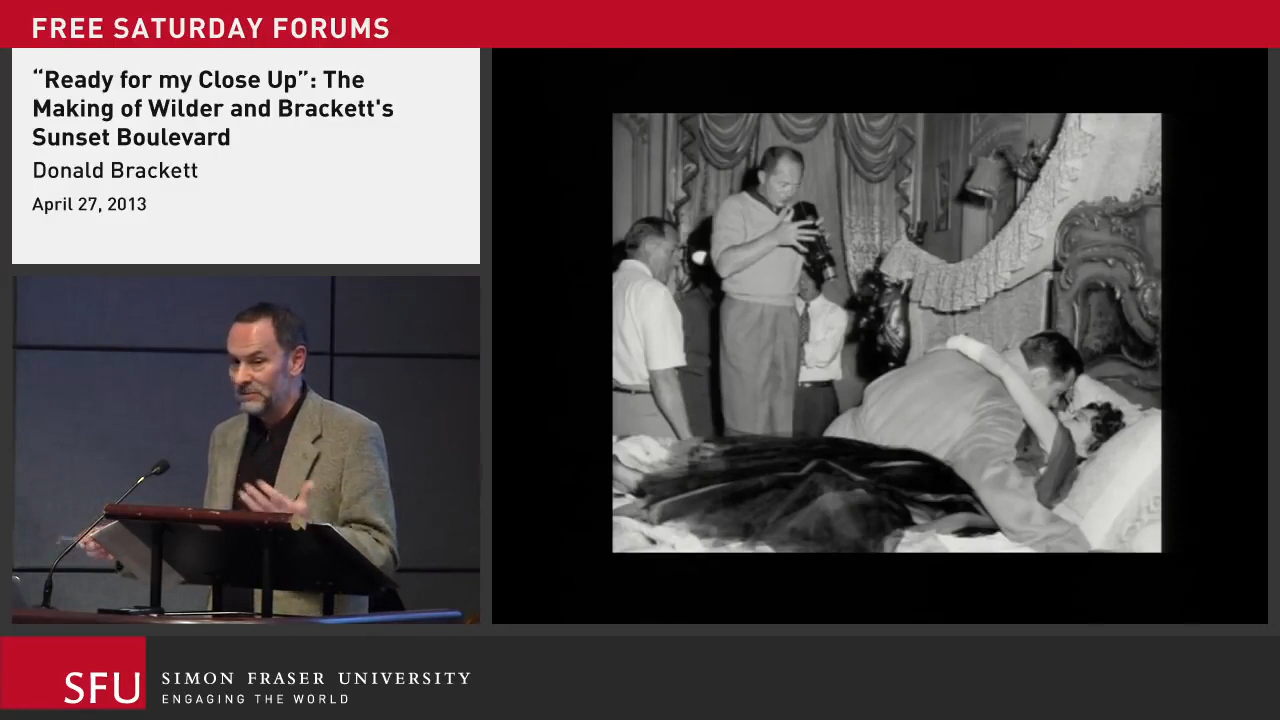 FREE SATURDAY FORUMS
“Ready for my Close Up”: The
Making of Wilder and Brackett's
Sunset Boulevard
Donald Brackett
April 27, 2013
SFU
SIMON FRASER UNIVERSITY
ENGAGING THE WORLD